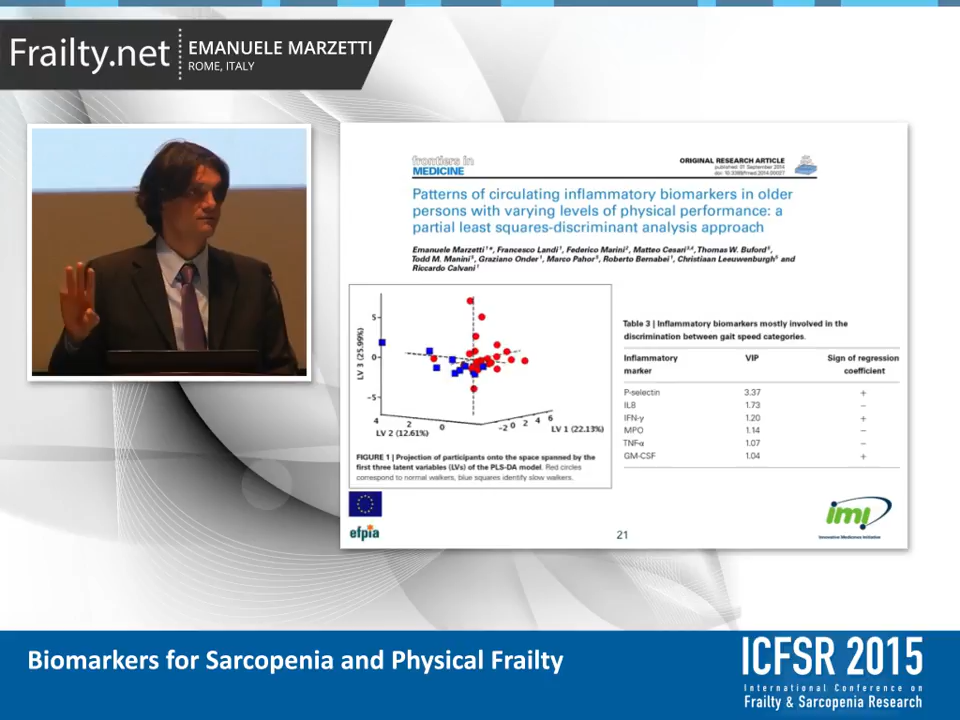 Frailty.net
EMANUELE MARZETTI
ROME, ITALY
frontiers in
MEDICINE
ORIGINAL RESEARCH ARTICLE
published: 01 September 2014
doi: 10.3389/fmed.2014.00027
Patterns of circulating inflammatory biomarkers in older
persons with varying levels of physical performance: a
partial least squares-discriminant analysis approach
Emanuele Marzetti¹*, Francesco Landi¹, Federico Marini², Matteo Cesari³,⁴, Thomas W. Buford⁵,
Todd M. Manini⁵, Graziano Onder¹, Marco Pahor⁵, Roberto Bernabei¹, Christiaan Leeuwenburgh⁵ and
Riccardo Calvani¹
LV 3 (25.99%)
5
0
−5
4 2 0
LV 2 (12.61%)
−2 0 2 4 6
LV 1 (22.13%)
FIGURE 1 | Projection of participants onto the space spanned by the
first three latent variables (LVs) of the PLS-DA model. Red circles
correspond to normal walkers, blue squares identify slow walkers.
Table 3 | Inflammatory biomarkers mostly involved in the
discrimination between gait speed categories.
Inflammatory VIP Sign of regression
marker coefficient
P-selectin 3.37 +
IL8 1.73 −
IFN-γ 1.20 +
MPO 1.14 −
TNF-α 1.07 −
GM-CSF 1.04 +
efpia
21
imi
Innovative Medicines Initiative
Biomarkers for Sarcopenia and Physical Frailty
ICFSR 2015
International Conference on
Frailty & Sarcopenia Research